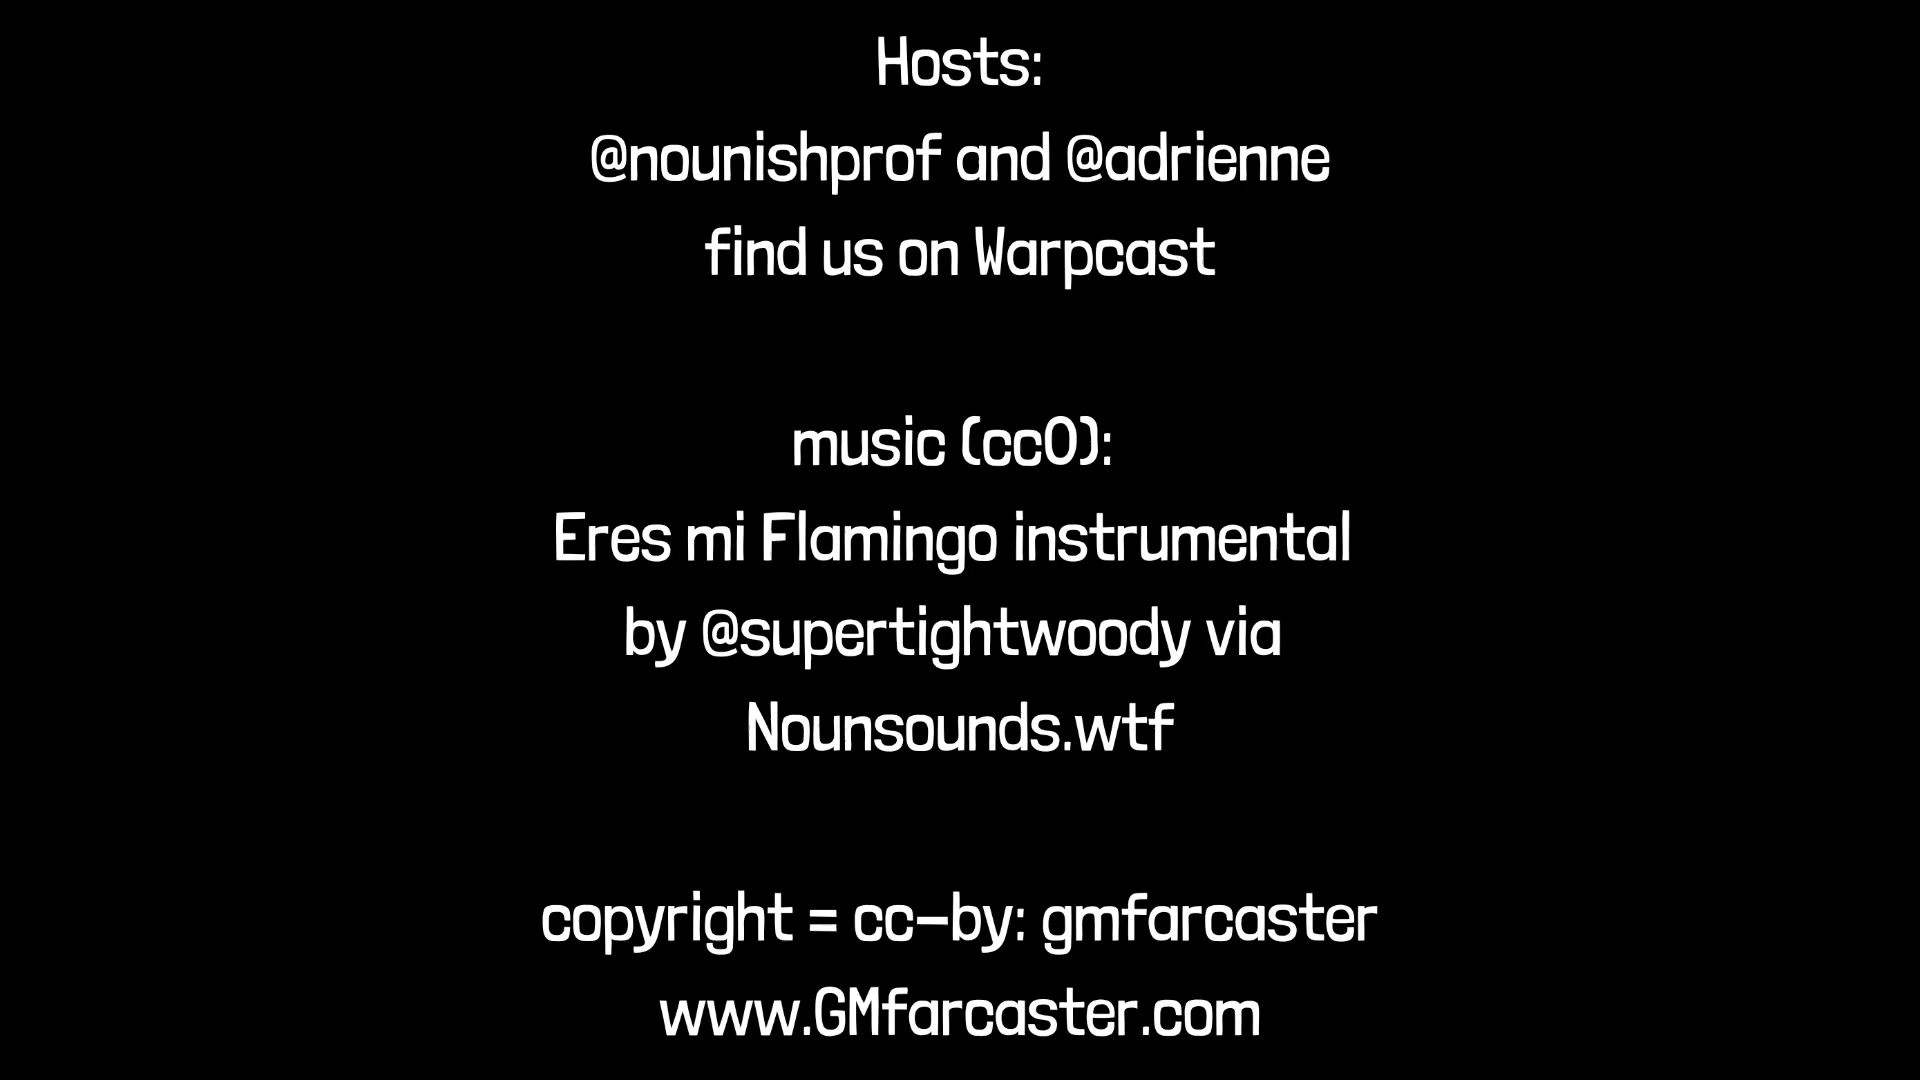 Hosts:
@nounishprof and @adrienne
find us on Warpcast
music (cc0):
Eres mi Flamingo instrumental
by @supertightwoody via
Nounsounds.wtf
copyright = cc-by: gmfarcaster
www.GMfarcaster.com